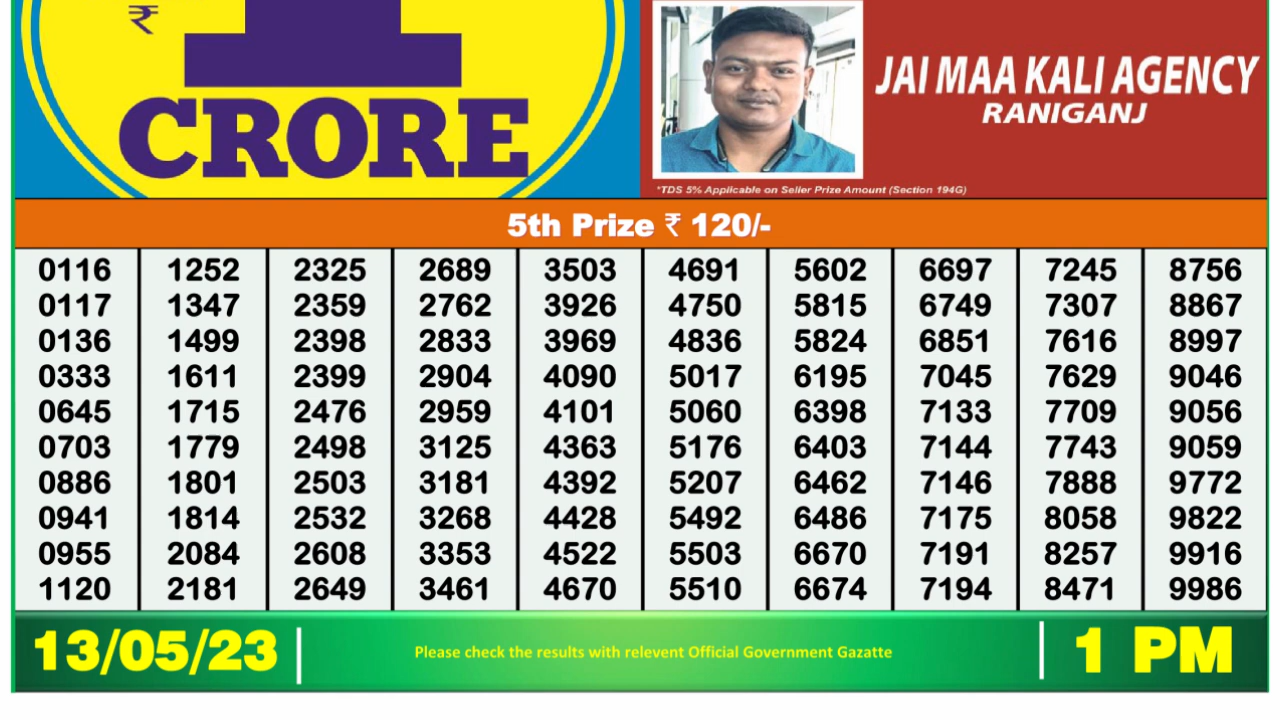 ₹
1
CRORE
JAI MAA KALI AGENCY
RANIGANJ
*TDS 5% Applicable on Seller Prize Amount (Section 194G)
5th Prize ₹ 120/-
0116 1252 2325 2689 3503 4691 5602 6697 7245 8756
0117 1347 2359 2762 3926 4750 5815 6749 7307 8867
0136 1499 2398 2833 3969 4836 5824 6851 7616 8997
0333 1611 2399 2904 4090 5017 6195 7045 7629 9046
0645 1715 2476 2959 4101 5060 6398 7133 7709 9056
0703 1779 2498 3125 4363 5176 6403 7144 7743 9059
0886 1801 2503 3181 4392 5207 6462 7146 7888 9772
0941 1814 2532 3268 4428 5492 6486 7175 8058 9822
0955 2084 2608 3353 4522 5503 6670 7191 8257 9916
1120 2181 2649 3461 4670 5510 6674 7194 8471 9986
13/05/23
Please check the results with relevent Official Government Gazatte
1 PM